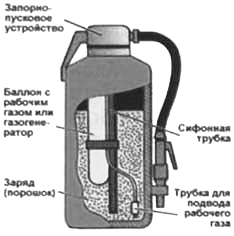 Запорно-
пусковое
устройство
Баллон с
рабочим
газом или
газогене-
ратор
Сифонная
трубка
Заряд
(порошок)
Трубка для
подвода
рабочего
газа